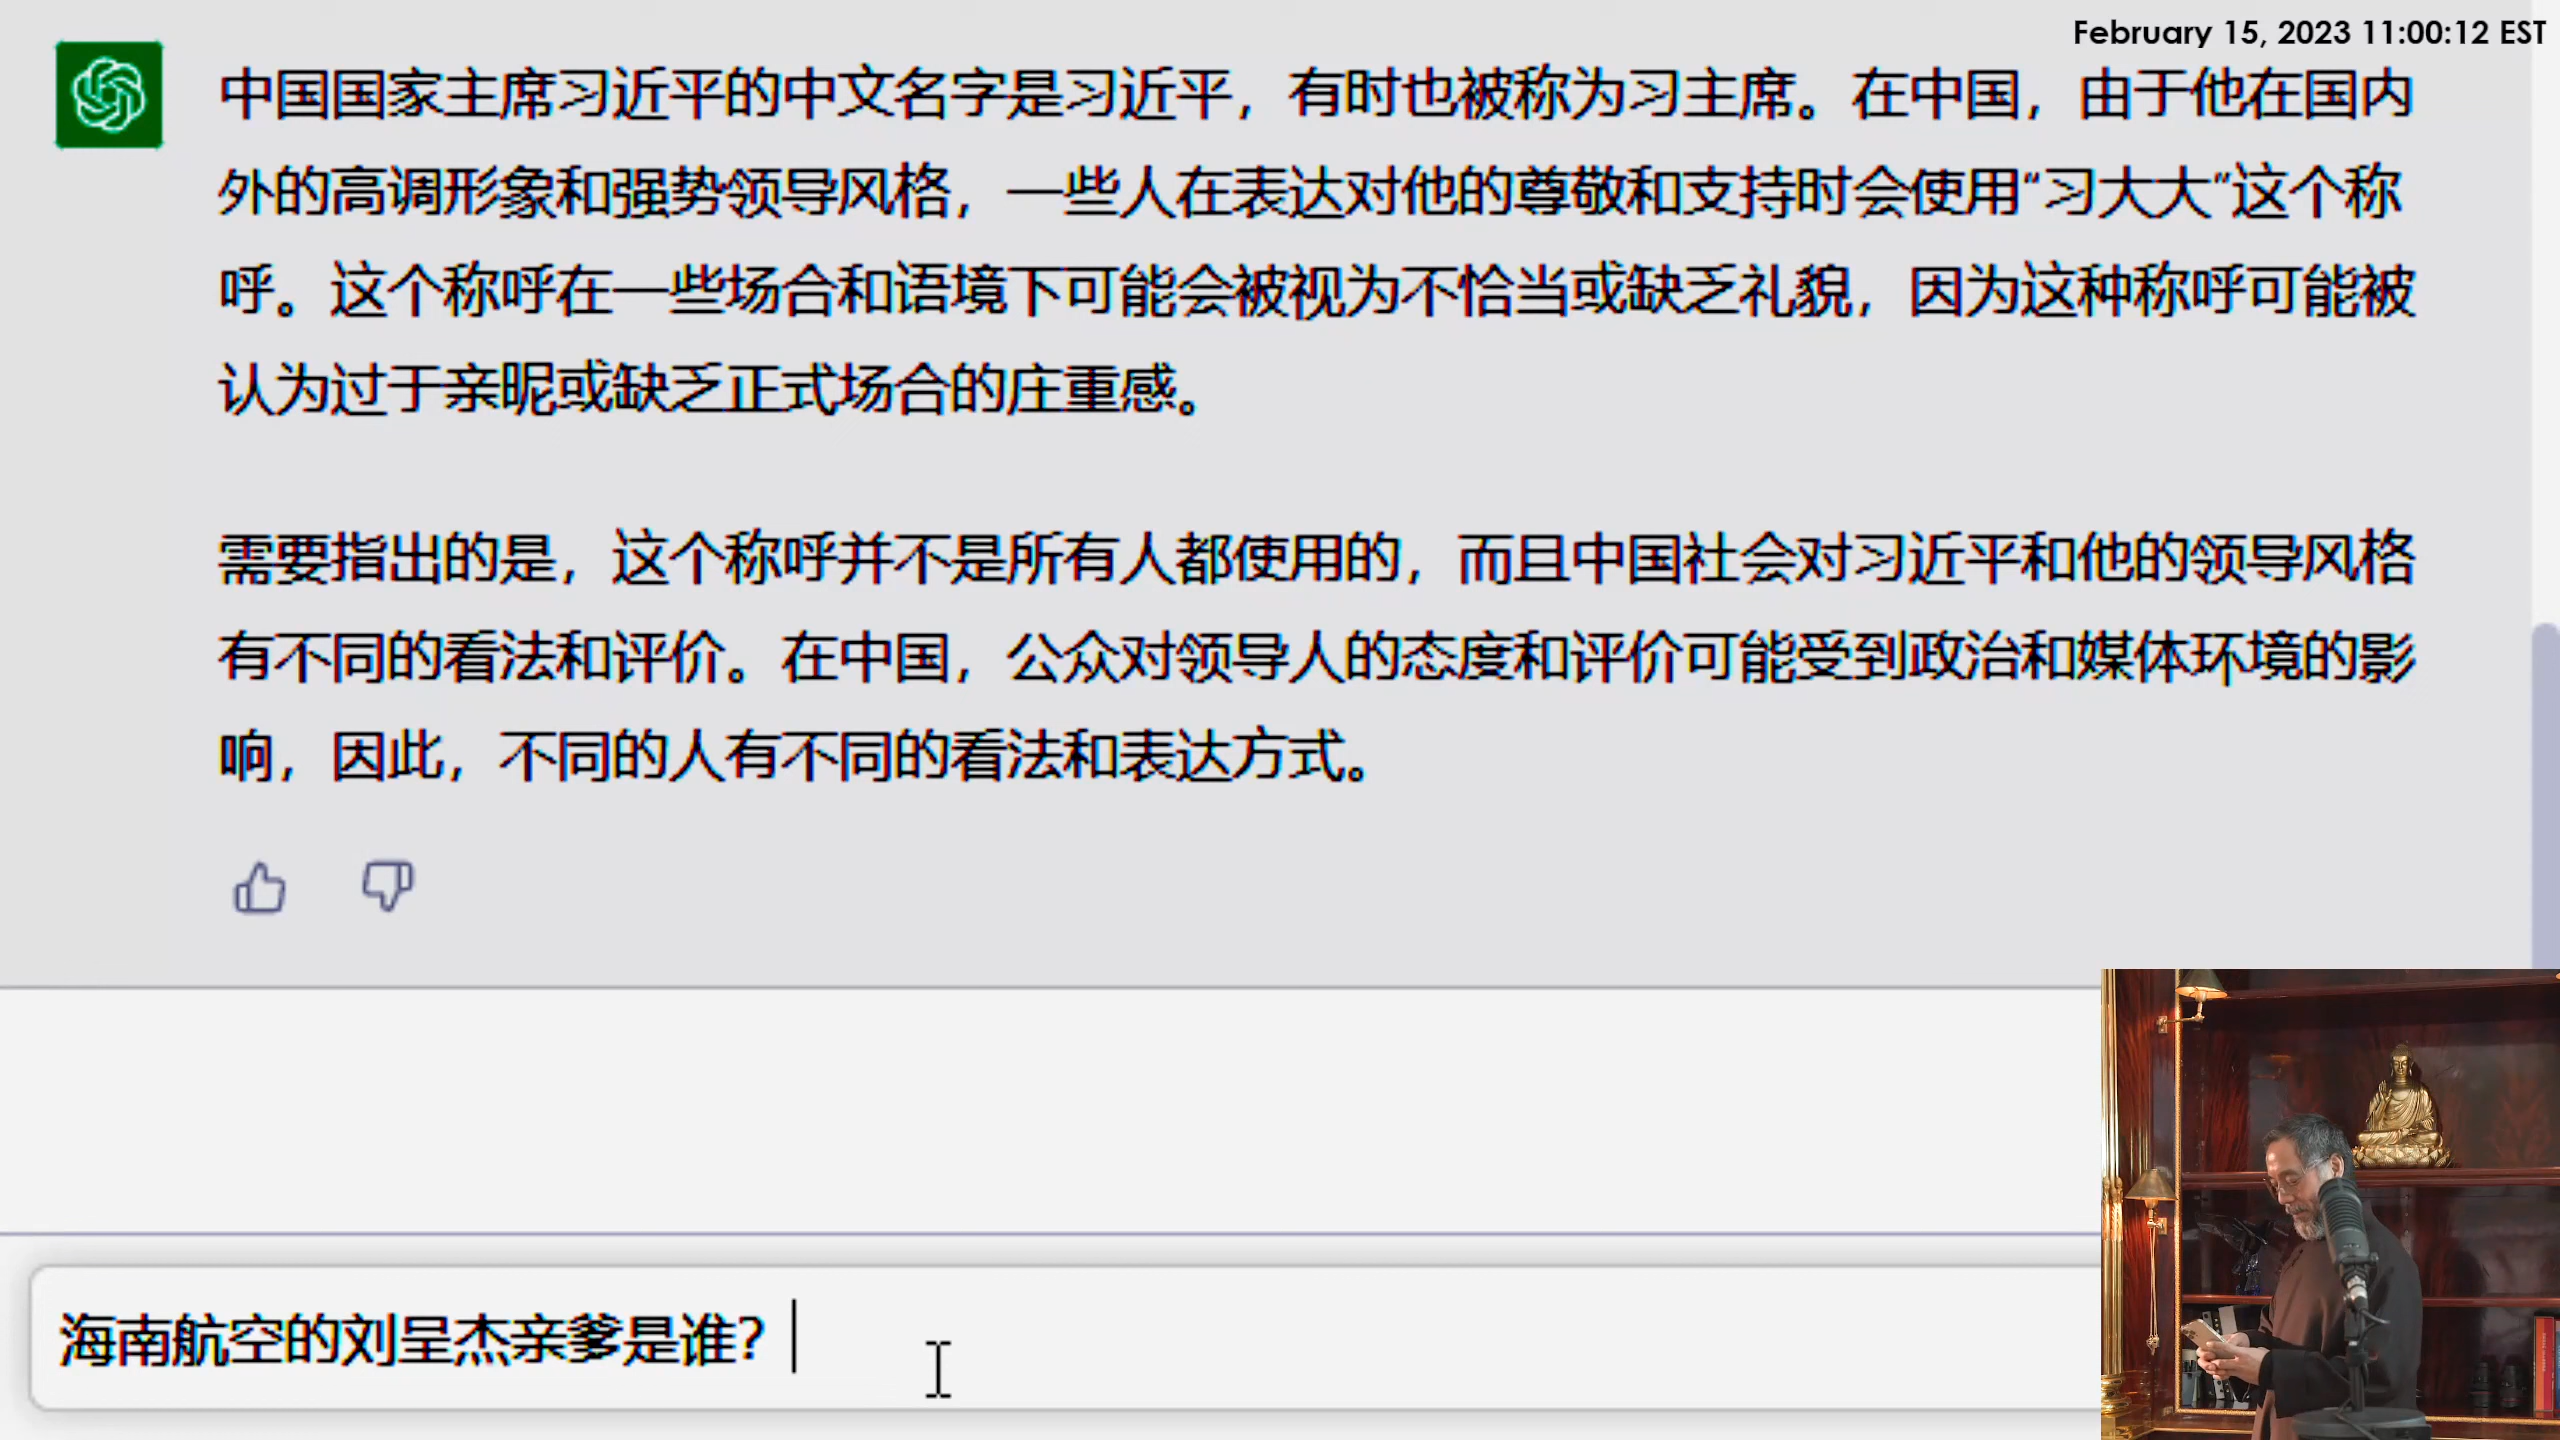 February 15, 2023 11:00:12 EST
中国国家主席习近平的中文名字是习近平，有时也被称为习主席。在中国，由于他在国内
外的高调形象和强势领导风格，一些人在表达对他的尊敬和支持时会使用“习大大”这个称
呼。这个称呼在一些场合和语境下可能会被视为不恰当或缺乏礼貌，因为这种称呼可能被
认为过于亲昵或缺乏正式场合的庄重感。
需要指出的是，这个称呼并不是所有人都使用的，而且中国社会对习近平和他的领导风格
有不同的看法和评价。在中国，公众对领导人的态度和评价可能受到政治和媒体环境的影
响，因此，不同的人有不同的看法和表达方式。
海南航空的刘呈杰亲爹是谁？